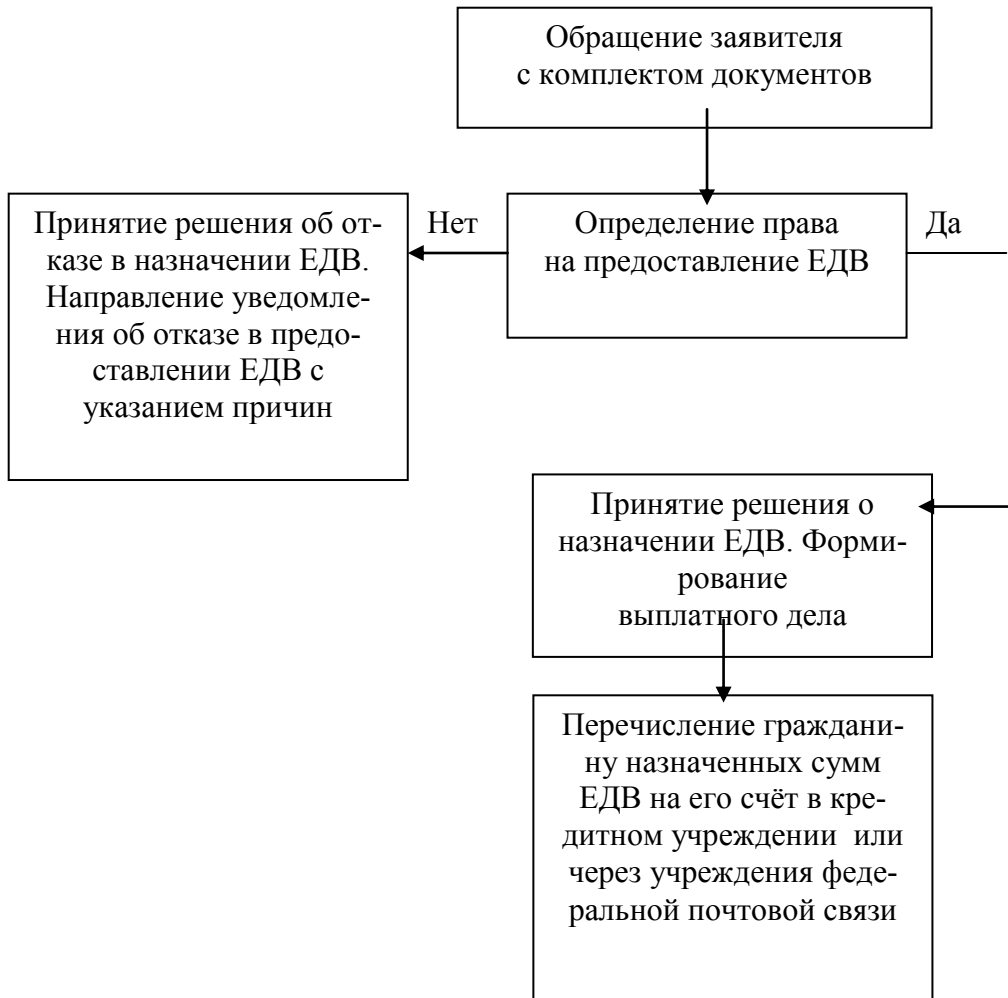 Обращение заявителя
с комплектом документов
Принятие решения об от-
казе в назначении ЕДВ.
Направление уведомле-
ния об отказе в предо-
ставлении ЕДВ с
указанием причин
Нет
Определение права
на предоставление ЕДВ
Да
Принятие решения о
назначении ЕДВ. Форми-
рование
выплатного дела
Перечисление граждани-
ну назначенных сумм
ЕДВ на его счёт в кре-
дитном учреждении или
через учреждения феде-
ральной почтовой связи